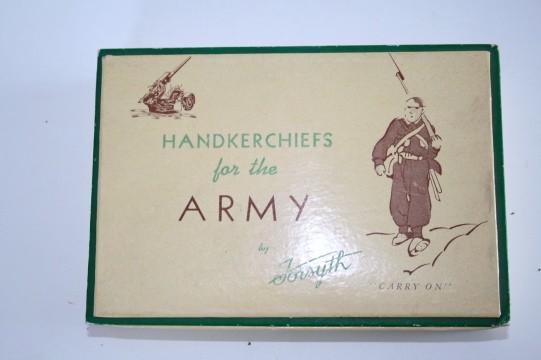 HANDKERCHIEFS
for the
ARMY
by
Forsyth
"CARRY ON"